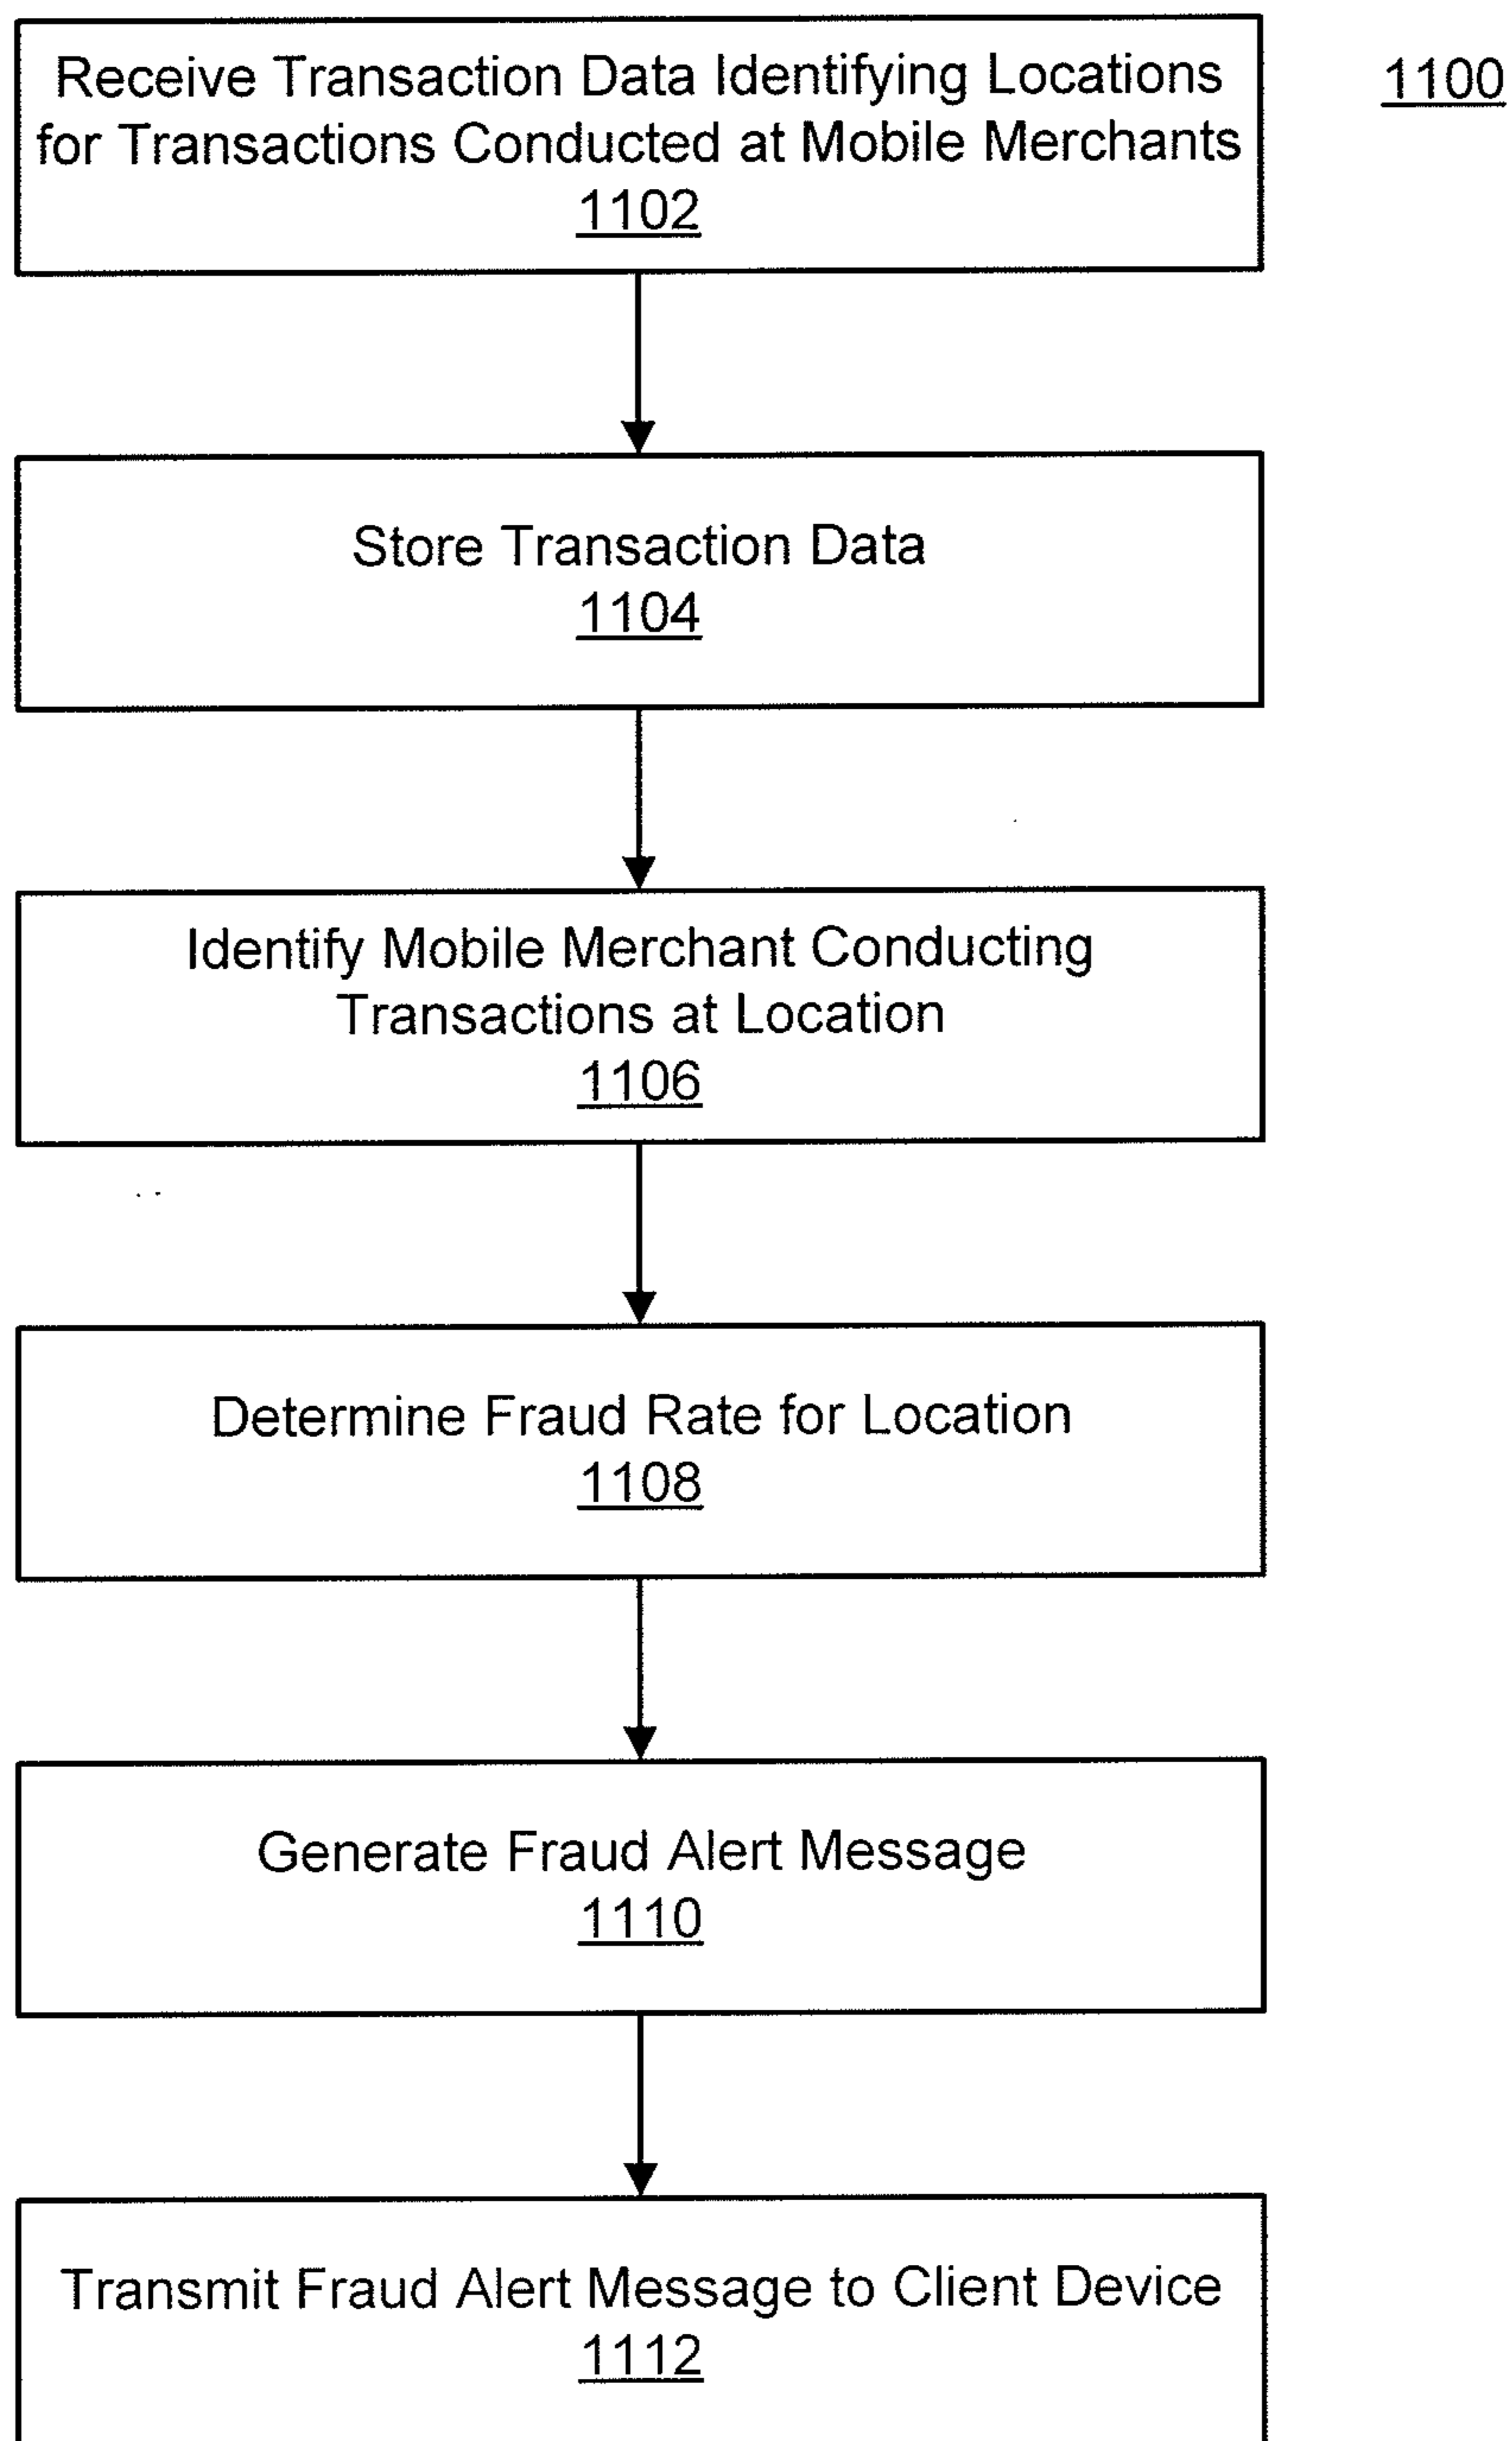 Receive Transaction Data Identifying Locations
for Transactions Conducted at Mobile Merchants
1102
1100
Store Transaction Data
1104
Identify Mobile Merchant Conducting
Transactions at Location
1106
Determine Fraud Rate for Location
1108
Generate Fraud Alert Message
1110
Transmit Fraud Alert Message to Client Device
1112